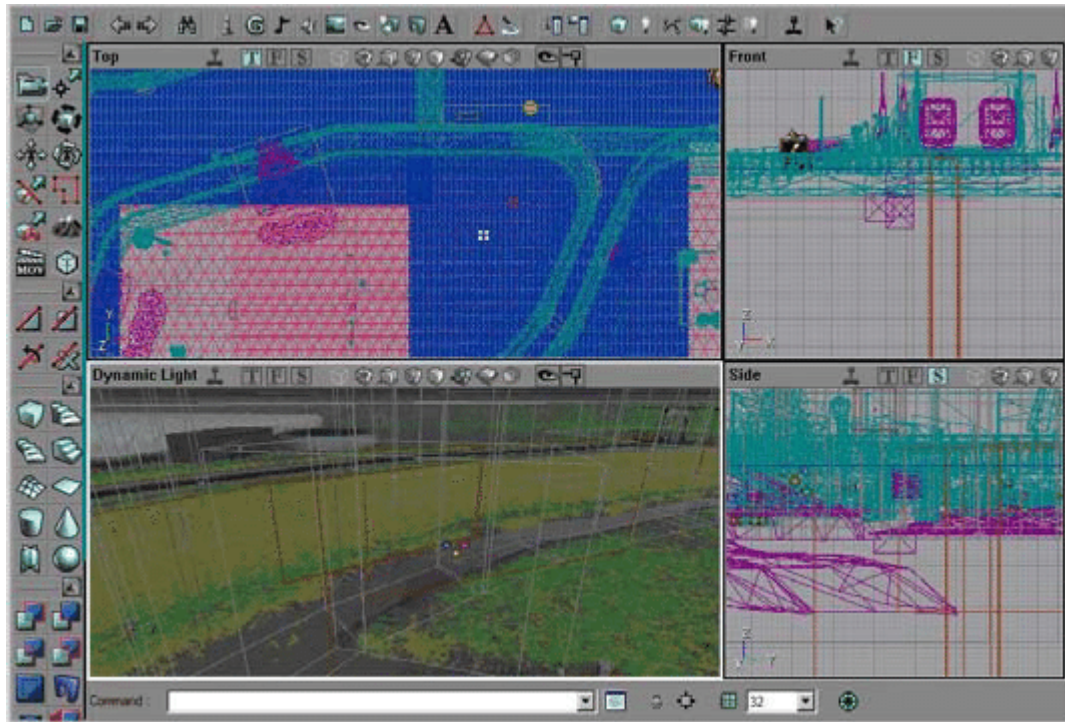 A
Top
T F S
Front
T F S
MOV
Y
Z
Z
X
Dynamic Light
T F S
Side
T F S
Z
Y
Command :
32